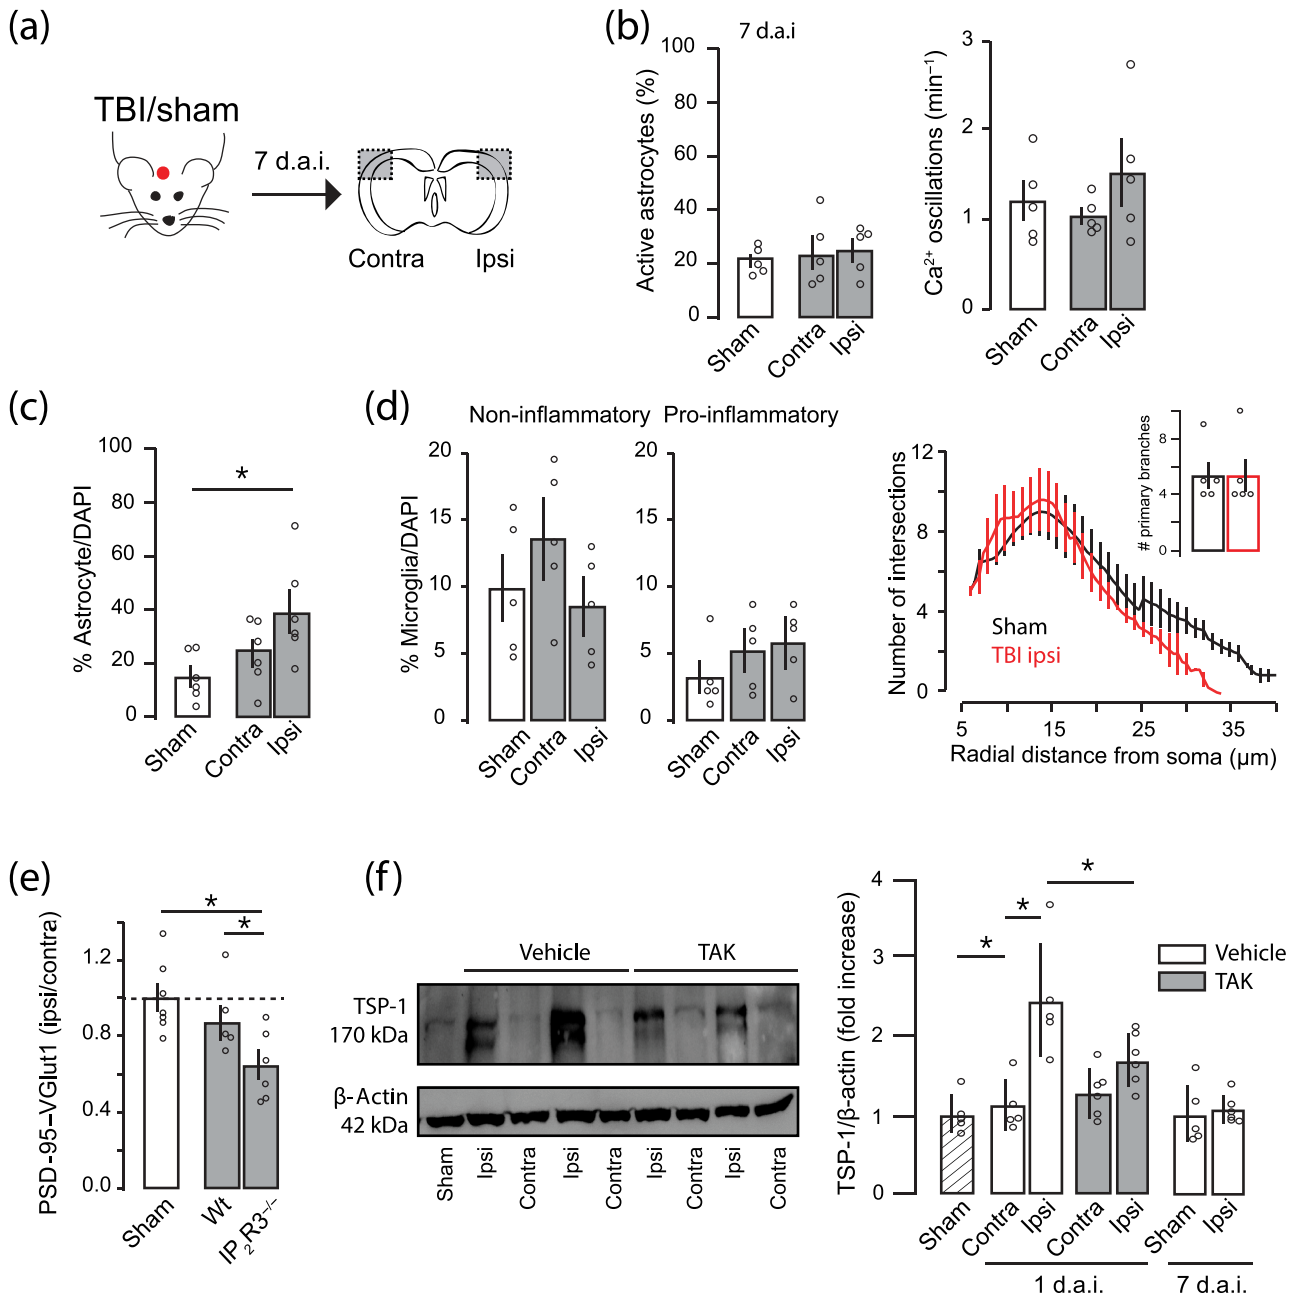 (a)
TBI/sham
7 d.a.i.
Contra
Ipsi
(b)
7 d.a.i
Active astrocytes (%)
100
80
60
40
20
0
Sham
Contra
Ipsi
Ca²⁺ oscillations (min⁻¹)
3
2
1
0
Sham
Contra
Ipsi
(c)
% Astrocyte/DAPI
100
80
60
40
20
0
*
Sham
Contra
Ipsi
(d)
Non-inflammatory
Pro-inflammatory
% Microglia/DAPI
20
15
10
5
0
Sham
Contra
Ipsi
20
15
10
5
0
Sham
Contra
Ipsi
Number of intersections
12
8
4
0
Sham
TBI ipsi
5
15
25
35
Radial distance from soma (μm)
# primary branches
8
4
0
(e)
PSD-95–VGlut1 (ipsi/contra)
1.2
0.8
0.4
0.0
*
*
Sham
Wt
IP₂R3⁻/⁻
(f)
Vehicle
TAK
TSP-1
170 kDa
β-Actin
42 kDa
Sham
Ipsi
Contra
Ipsi
Contra
Ipsi
Contra
Ipsi
Contra
TSP-1/β-actin (fold increase)
4
3
2
1
0
*
*
*
Vehicle
TAK
Sham
Contra
Ipsi
Contra
Ipsi
Sham
Ipsi
1 d.a.i.
7 d.a.i.